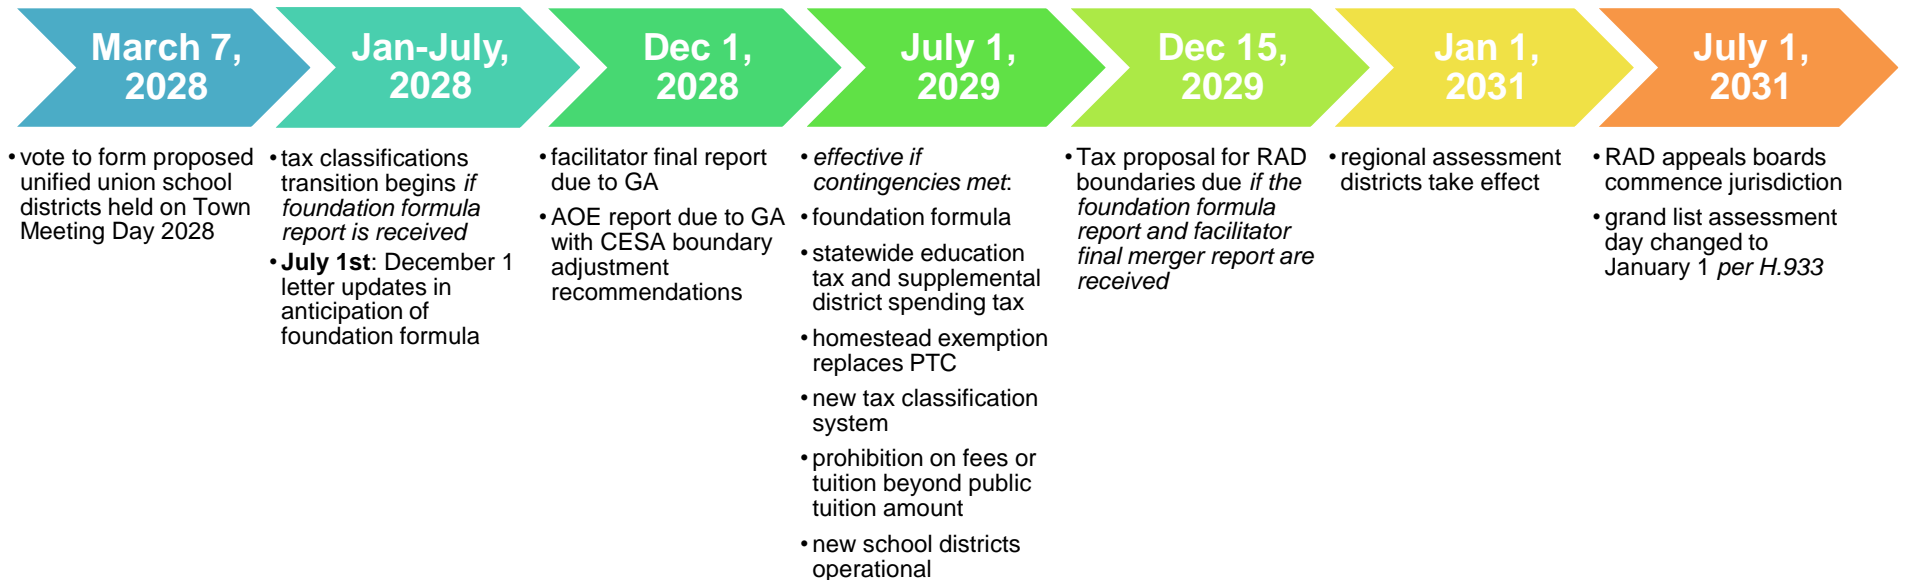 March 7,
2028
• vote to form proposed
unified union school
districts held on Town
Meeting Day 2028
Jan-July,
2028
• tax classifications
transition begins if
foundation formula
report is received
• July 1st: December 1
letter updates in
anticipation of
foundation formula
Dec 1,
2028
• facilitator final report
due to GA
• AOE report due to GA
with CESA boundary
adjustment
recommendations
July 1,
2029
• effective if
contingencies met:
• foundation formula
• statewide education
tax and supplemental
district spending tax
• homestead exemption
replaces PTC
• new tax classification
system
• prohibition on fees or
tuition beyond public
tuition amount
• new school districts
operational
Dec 15,
2029
• Tax proposal for RAD
boundaries due if the
foundation formula
report and facilitator
final merger report are
received
Jan 1,
2031
• regional assessment
districts take effect
July 1,
2031
• RAD appeals boards
commence jurisdiction
• grand list assessment
day changed to
January 1 per H.933